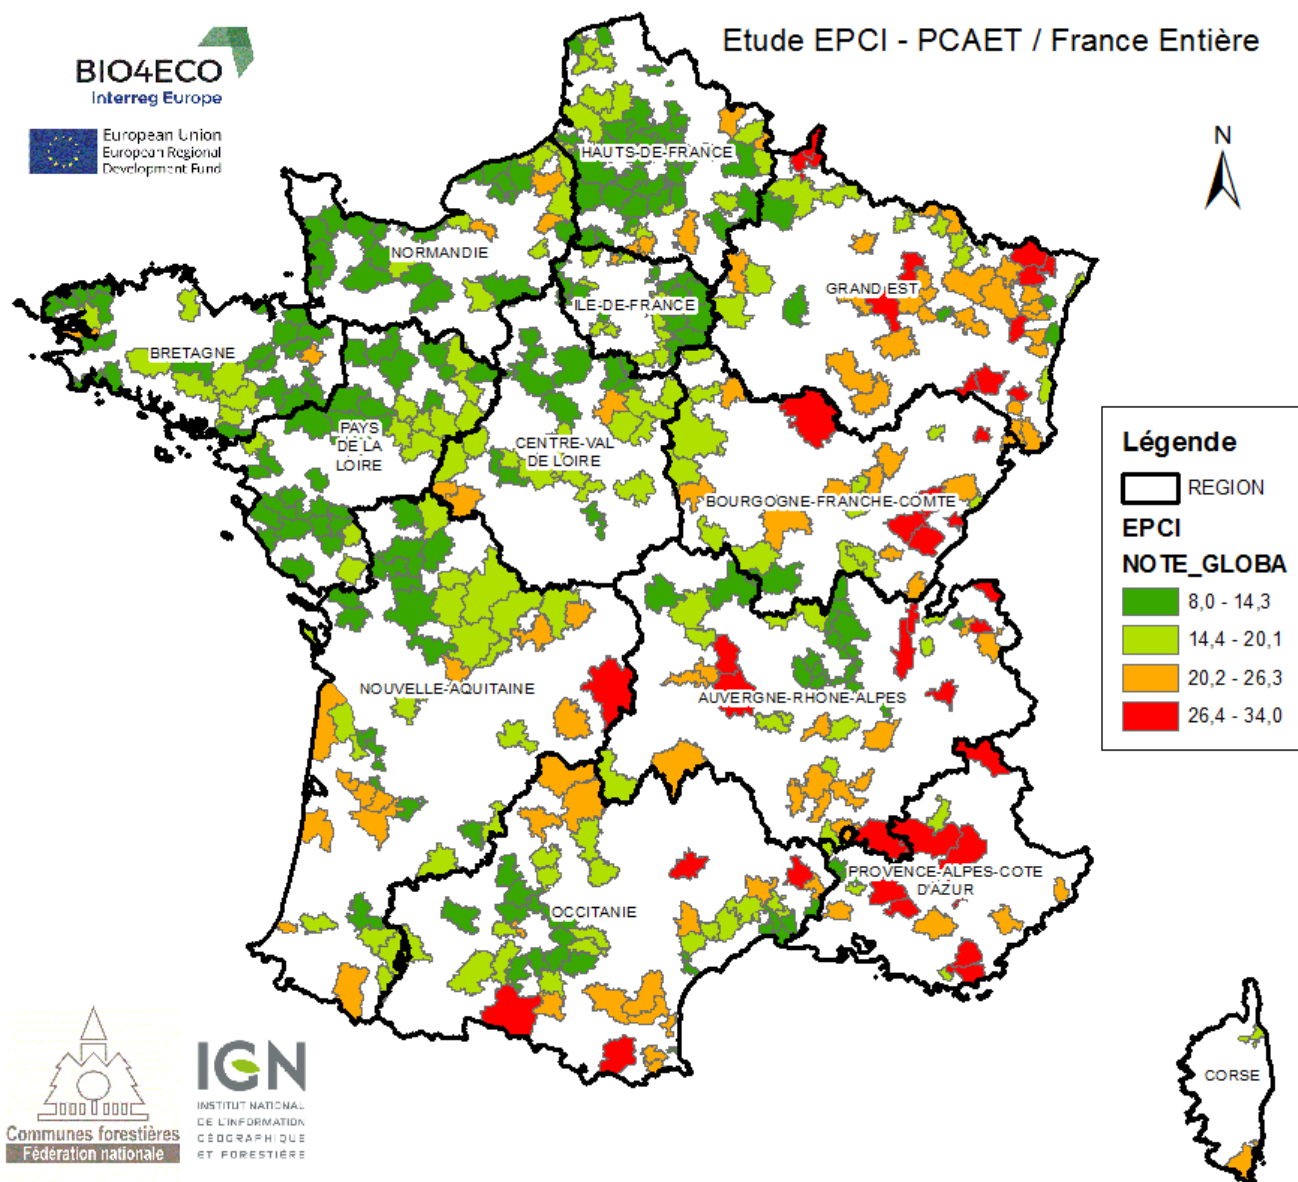 BIO4ECO
Interreg Europe
European Union
European Regional
Development Fund
Etude EPCI - PCAET / France Entière
N
HAUTS-DE-FRANCE
NORMANDIE
ILE-DE-FRANCE
GRAND EST
BRETAGNE
PAYS
DE LA
LOIRE
CENTRE-VAL
DE LOIRE
BOURGOGNE-FRANCHE-COMTE
NOUVELLE-AQUITAINE
AUVERGNE-RHONE-ALPES
PROVENCE-ALPES-COTE
D'AZUR
OCCITANIE
CORSE
Légende
REGION
EPCI
NOTE_GLOBA
8,0 - 14,3
14,4 - 20,1
20,2 - 26,3
26,4 - 34,0
Communes forestières
Fédération nationale
IGN
INSTITUT NATIONAL
DE L'INFORMATION
GÉOGRAPHIQUE
ET FORESTIÈRE